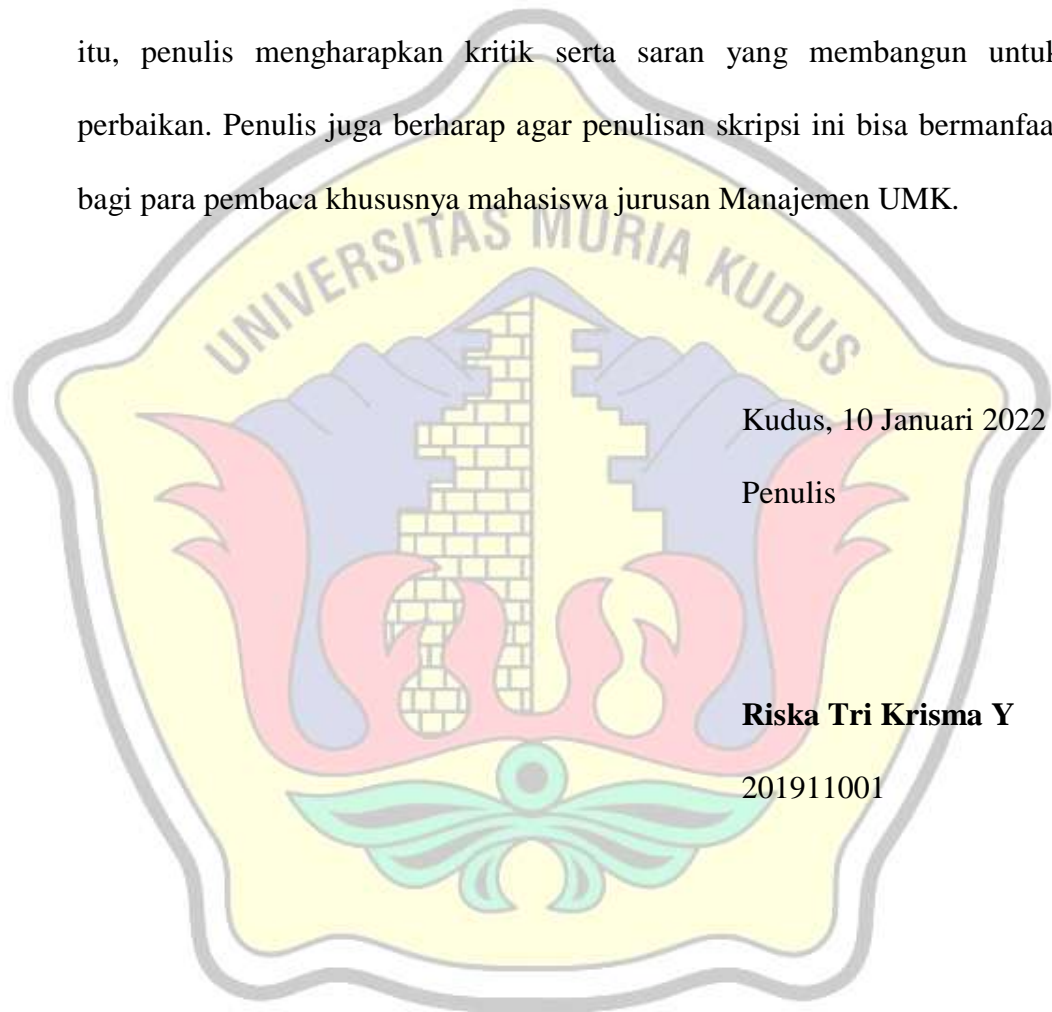 itu, penulis mengharapkan kritik serta saran yang membangun untuk
perbaikan. Penulis juga berharap agar penulisan skripsi ini bisa bermanfaa
bagi para pembaca khususnya mahasiswa jurusan Manajemen UMK.
UNIVERSITAS MURIA KUDUS
Kudus, 10 Januari 2022
Penulis
Riska Tri Krisma Y
201911001